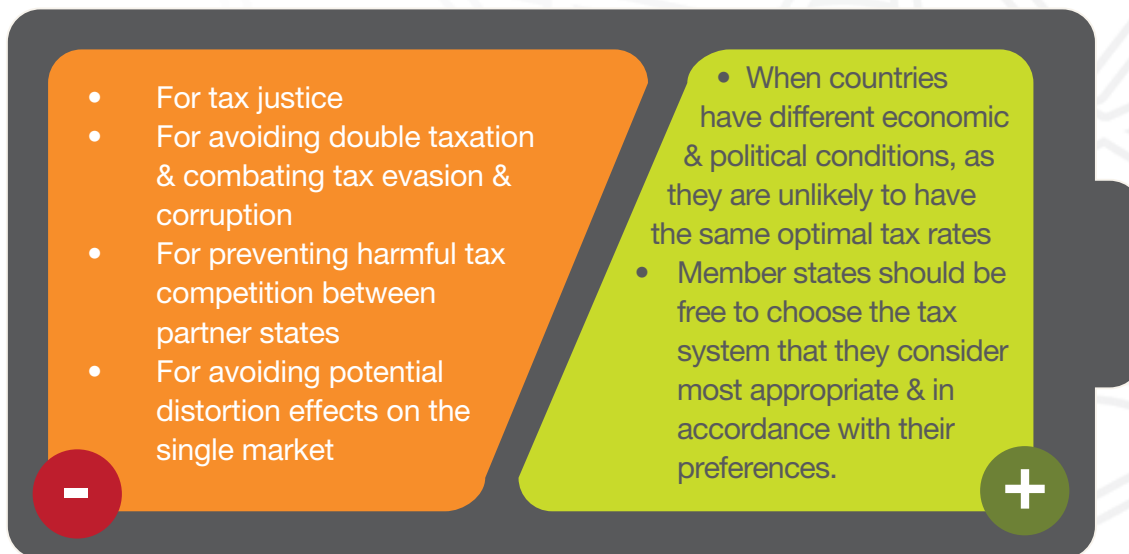 • For tax justice
• For avoiding double taxation
& combating tax evasion &
corruption
• For preventing harmful tax
competition between
partner states
• For avoiding potential
distortion effects on the
single market
-
• When countries
have different economic
& political conditions, as
they are unlikely to have
the same optimal tax rates
• Member states should be
free to choose the tax
system that they consider
most appropriate & in
accordance with their
preferences.
+